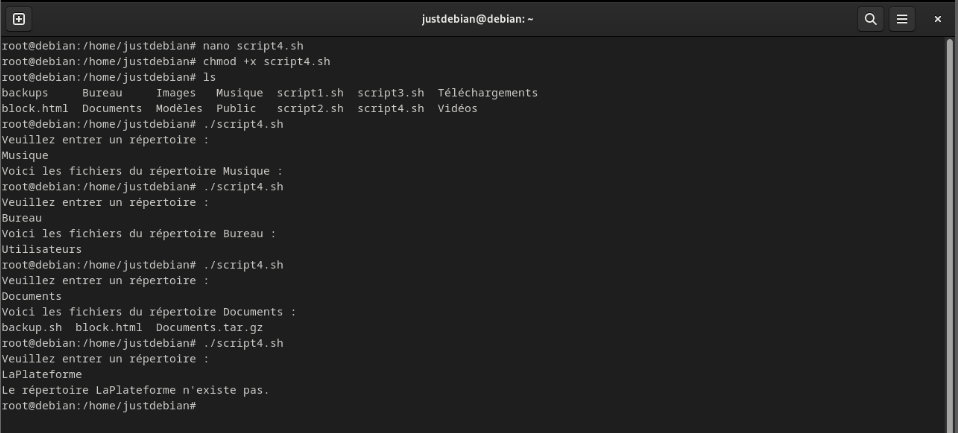 justdebian@debian: ~
root@debian:/home/justdebian# nano script4.sh
root@debian:/home/justdebian# chmod +x script4.sh
root@debian:/home/justdebian# ls
backups     Bureau     Images   Musique  script1.sh  script3.sh  Téléchargements
block.html  Documents  Modèles  Public   script2.sh  script4.sh  Vidéos
root@debian:/home/justdebian# ./script4.sh
Veuillez entrer un répertoire :
Musique
Voici les fichiers du répertoire Musique :
root@debian:/home/justdebian# ./script4.sh
Veuillez entrer un répertoire :
Bureau
Voici les fichiers du répertoire Bureau :
Utilisateurs
root@debian:/home/justdebian# ./script4.sh
Veuillez entrer un répertoire :
Documents
Voici les fichiers du répertoire Documents :
backup.sh  block.html  Documents.tar.gz
root@debian:/home/justdebian# ./script4.sh
Veuillez entrer un répertoire :
LaPlateforme
Le répertoire LaPlateforme n'existe pas.
root@debian:/home/justdebian#